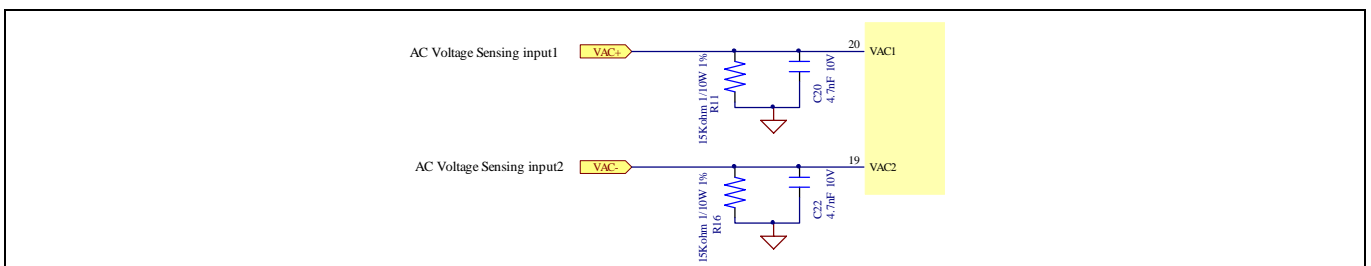 AC Voltage Sensing input1
VAC+
15Kohm 1/10W 1%
R11
C20
4.7nF 10V
20
VAC1
AC Voltage Sensing input2
VAC-
15Kohm 1/10W 1%
R16
C22
4.7nF 10V
19
VAC2